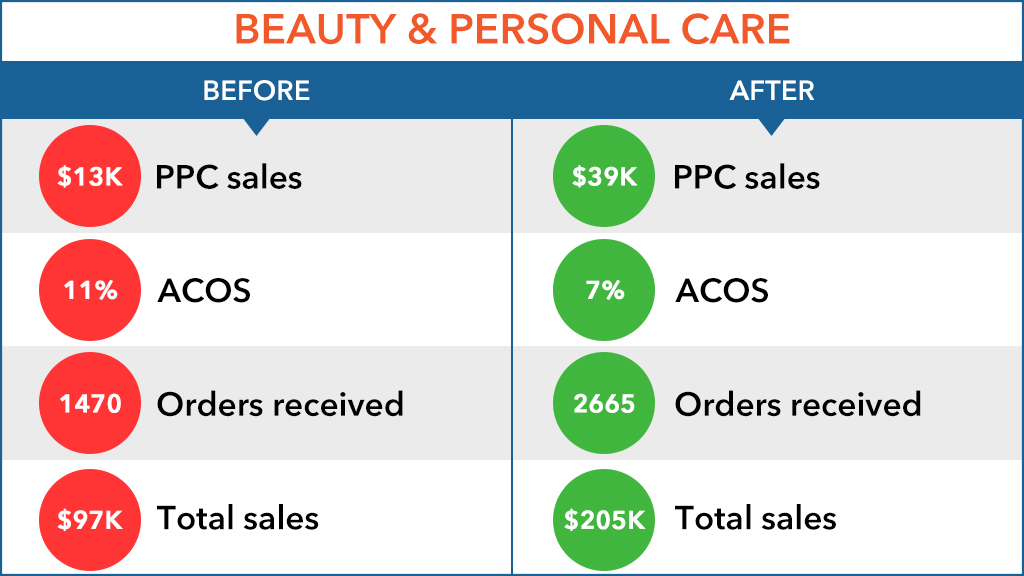 BEAUTY & PERSONAL CARE
BEFORE
AFTER
$13K PPC sales
$39K PPC sales
11% ACOS
7% ACOS
1470 Orders received
2665 Orders received
$97K Total sales
$205K Total sales